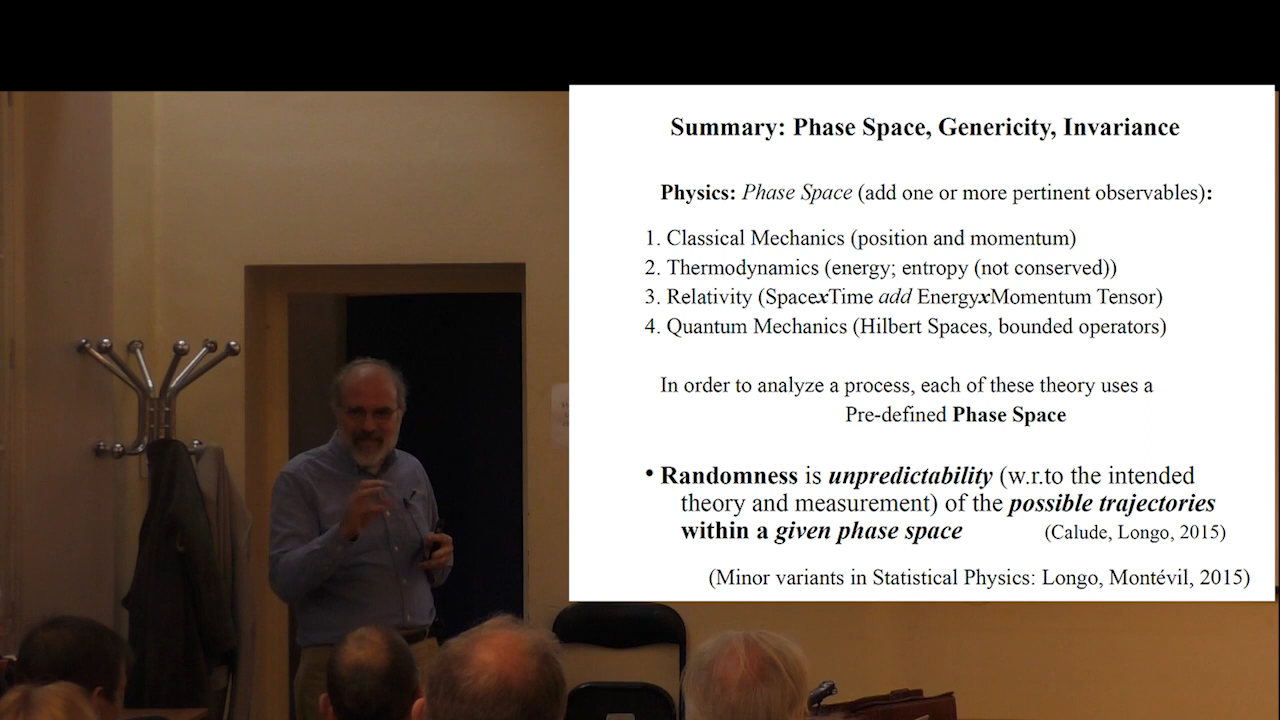 Summary: Phase Space, Genericity, Invariance
Physics: Phase Space (add one or more pertinent observables):
1. Classical Mechanics (position and momentum)
2. Thermodynamics (energy; entropy (not conserved))
3. Relativity (SpacexTime add EnergyxMomentum Tensor)
4. Quantum Mechanics (Hilbert Spaces, bounded operators)
In order to analyze a process, each of these theory uses a
Pre-defined Phase Space
• Randomness is unpredictability (w.r.to the intended
theory and measurement) of the possible trajectories
within a given phase space (Calude, Longo, 2015)
(Minor variants in Statistical Physics: Longo, Montévil, 2015)